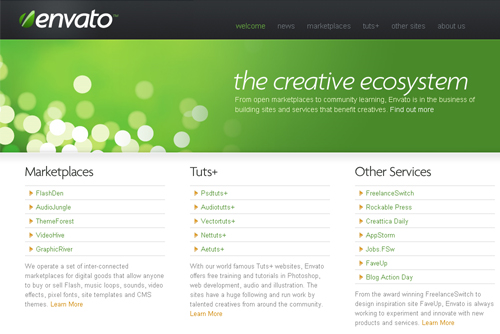 envato™
welcome news marketplaces tuts+ other sites about us
the creative ecosystem
From open marketplaces to community learning, Envato is in the business of
building sites and services that benefit creatives. Find out more
Marketplaces
FlashDen
AudioJungle
ThemeForest
VideoHive
GraphicRiver
We operate a set of inter-connected
marketplaces for digital goods that allow anyone
to buy or sell Flash, music loops, sounds, video
effects, pixel fonts, site templates and CMS
themes. Learn More
Tuts+
Psdtuts+
Audiotutts+
Vectortuts+
Nettuts+
Aetuts+
With our world famous Tuts+ websites, Envato
offers free training and tutorials in Photoshop,
web development, audio and illustration. The
sites have a huge following and run work by
talented creatives from around the community.
Learn More
Other Services
FreelanceSwitch
Rockable Press
Creattica Daily
AppStorm
Jobs FSw
FaveUp
Blog Action Day
From the award winning FreelanceSwitch to
design inspiration site FaveUp, Envato is always
working to experiment and innovate with new
products and services. Learn More